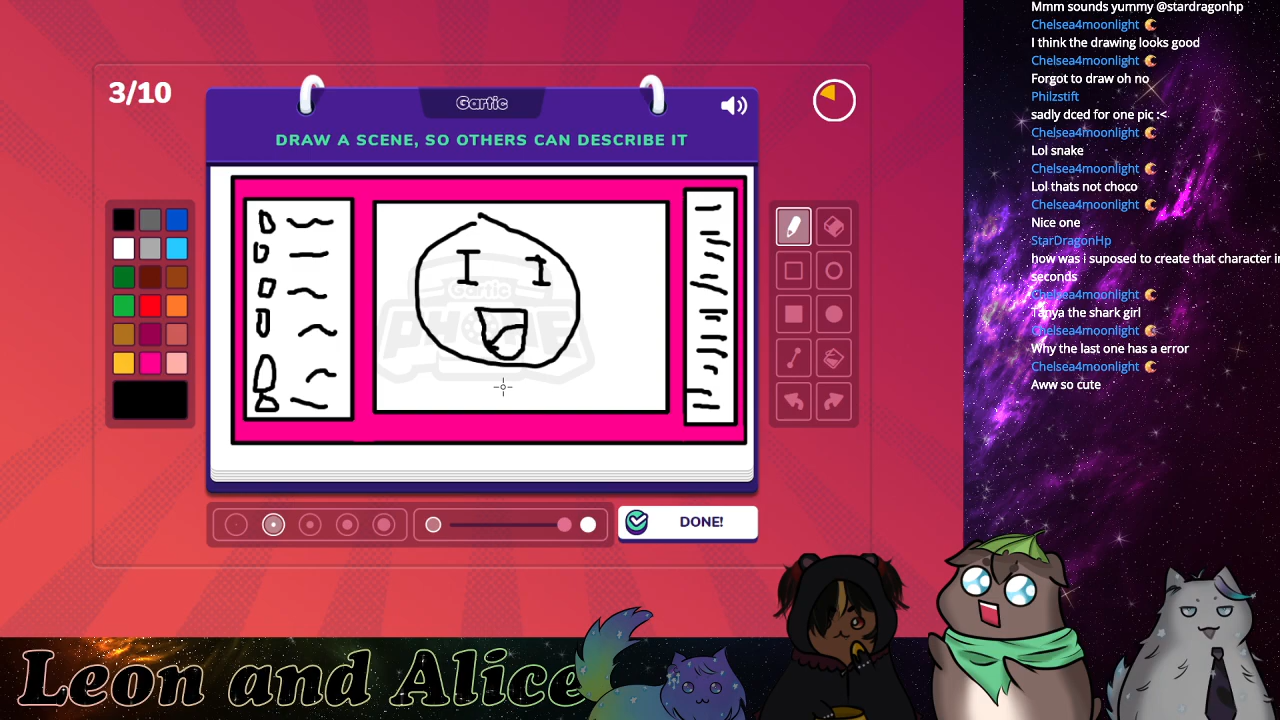 3/10
Gartic
DRAW A SCENE, SO OTHERS CAN DESCRIBE IT
Gartic
PHONE
DONE!
Leon and Alice
Mmm sounds yummy @stardragonhp
Chelsea4moonlight
I think the drawing looks good
Chelsea4moonlight
Forgot to draw oh no
Philzstift
sadly dced for one pic :<
Chelsea4moonlight
Lol snake
Chelsea4moonlight
Lol thats not choco
Chelsea4moonlight
Nice one
StarDragonHp
how was i suposed to create that character in
seconds
Chelsea4moonlight
Tanya the shark girl
Chelsea4moonlight
Why the last one has a error
Chelsea4moonlight
Aww so cute